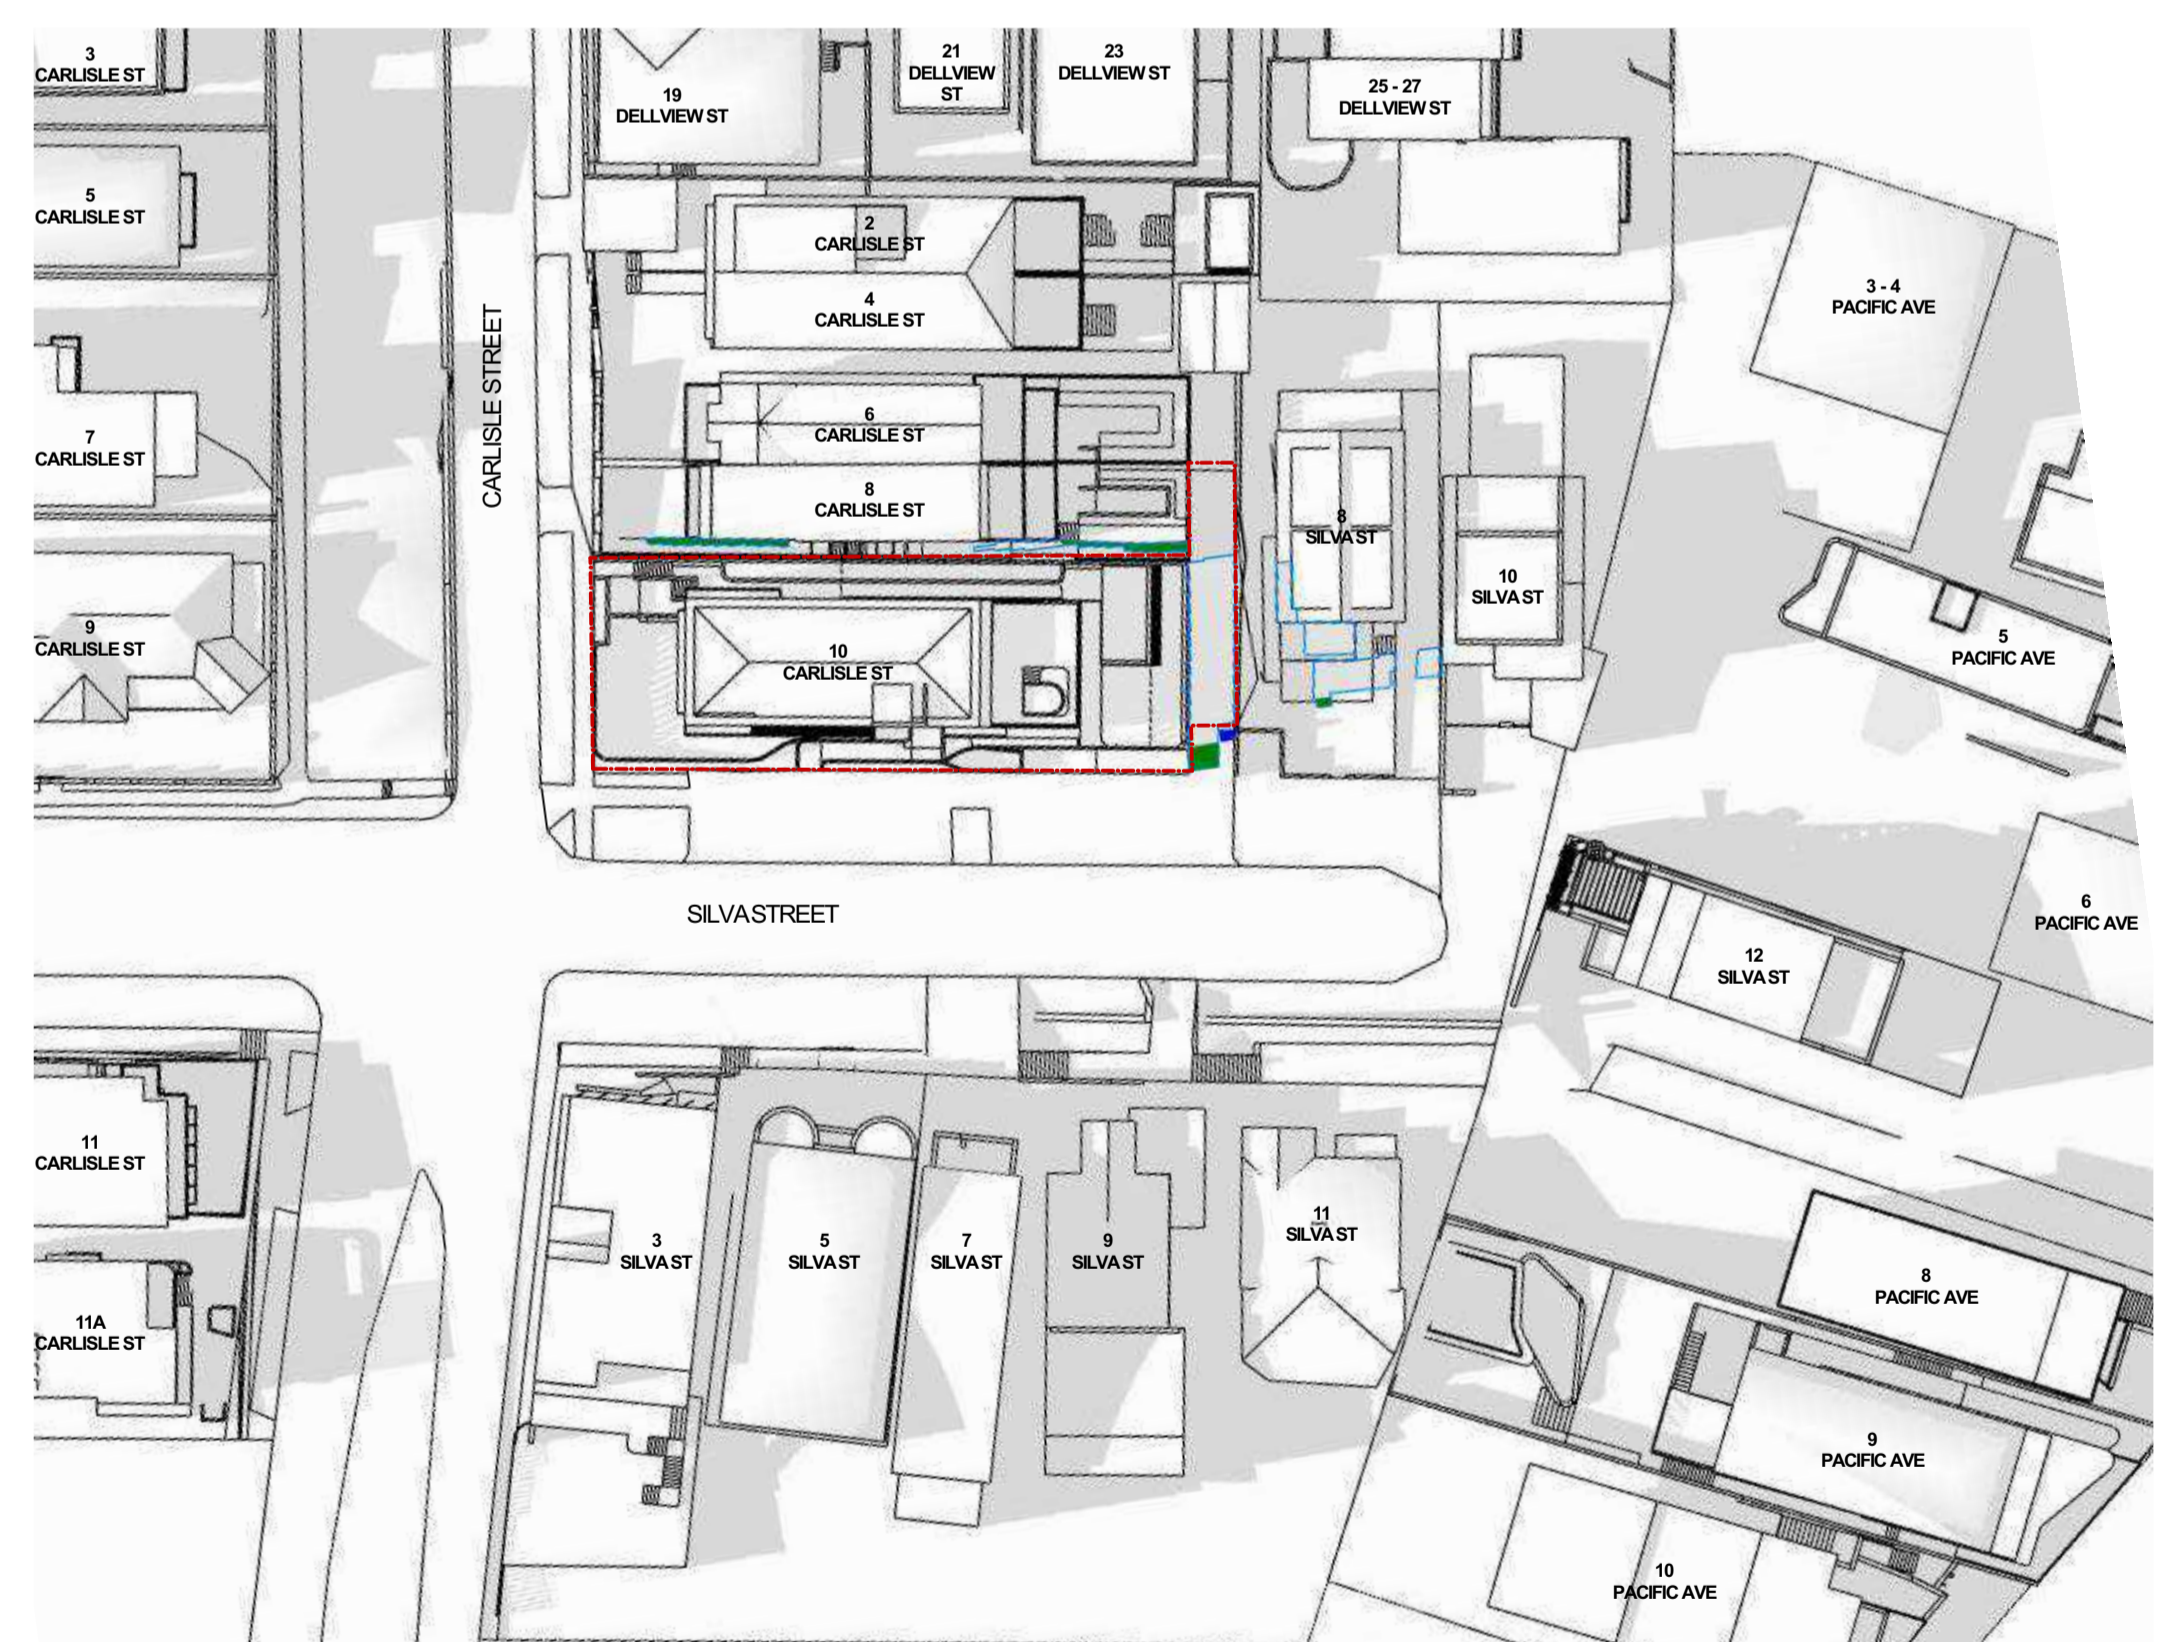 3
CARLISLE ST
21
DELLVIEW
ST
23
DELLVIEW ST
19
DELLVIEW ST
25 - 27
DELLVIEW ST
5
CARLISLE ST
2
CARLISLE ST
4
CARLISLE ST
3 - 4
PACIFIC AVE
CARLISLE STREET
7
CARLISLE ST
6
CARLISLE ST
8
CARLISLE ST
8
SILVA ST
10
SILVA ST
9
CARLISLE ST
10
CARLISLE ST
5
PACIFIC AVE
SILVA STREET
6
PACIFIC AVE
12
SILVA ST
11
CARLISLE ST
3
SILVA ST
5
SILVA ST
7
SILVA ST
9
SILVA ST
11
SILVA ST
8
PACIFIC AVE
11A
CARLISLE ST
9
PACIFIC AVE
10
PACIFIC AVE